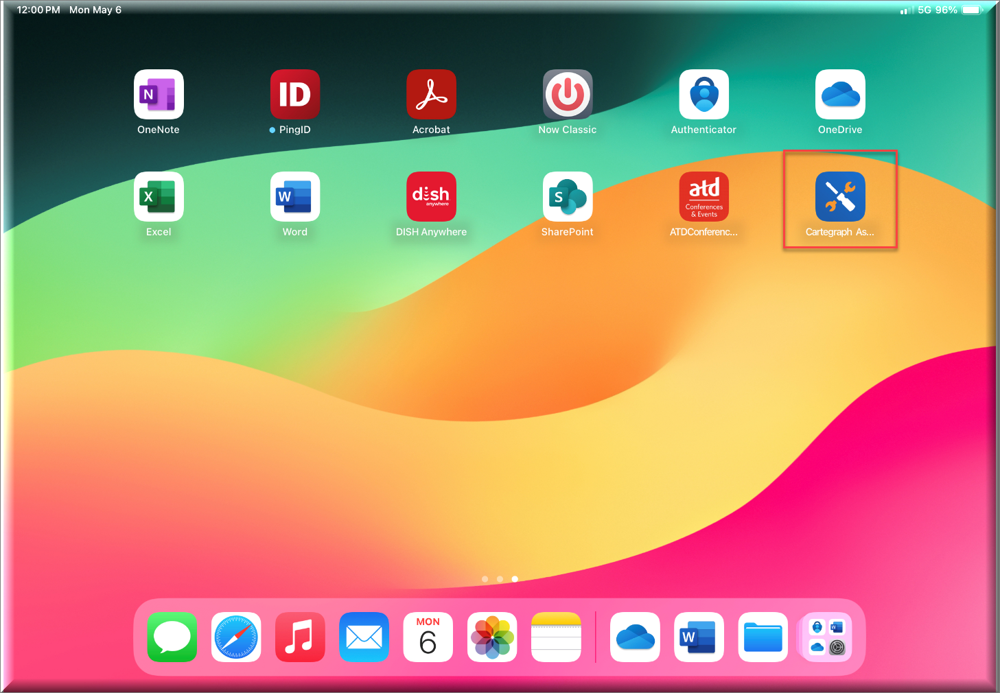 12:00 PM Mon May 6
5G 96%
N
ID
OneNote
PingID
Acrobat
Now Classic
Authenticator
OneDrive
X
W
dish
anywhere
S
atd
Conferences
& Events
Excel
Word
DISH Anywhere
SharePoint
ATDConferenc...
Cartegraph As...
MON
6
W
W